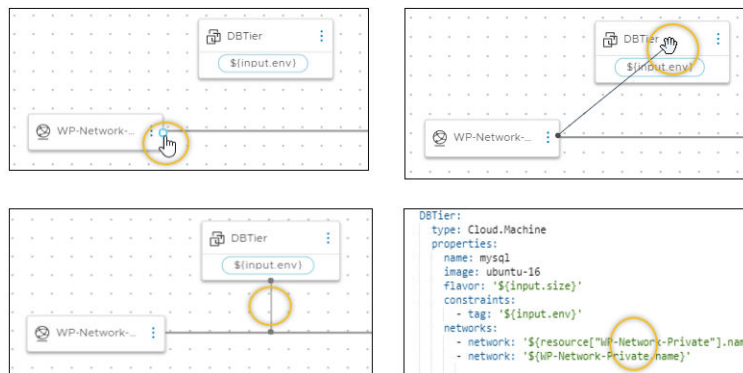 DBTier
${input.env}
WP-Network-...
DBTier
${input.env}
WP-Network-...
DBTier
${input.env}
WP-Network-...
DBTier:
type: Cloud.Machine
properties:
name: mysql
image: ubuntu-16
flavor: '${input.size}'
constraints:
- tag: '${input.env}'
networks:
- network: '${resource["WP-Network-Private"].nam
- network: '${WP-Network-Private.name}'